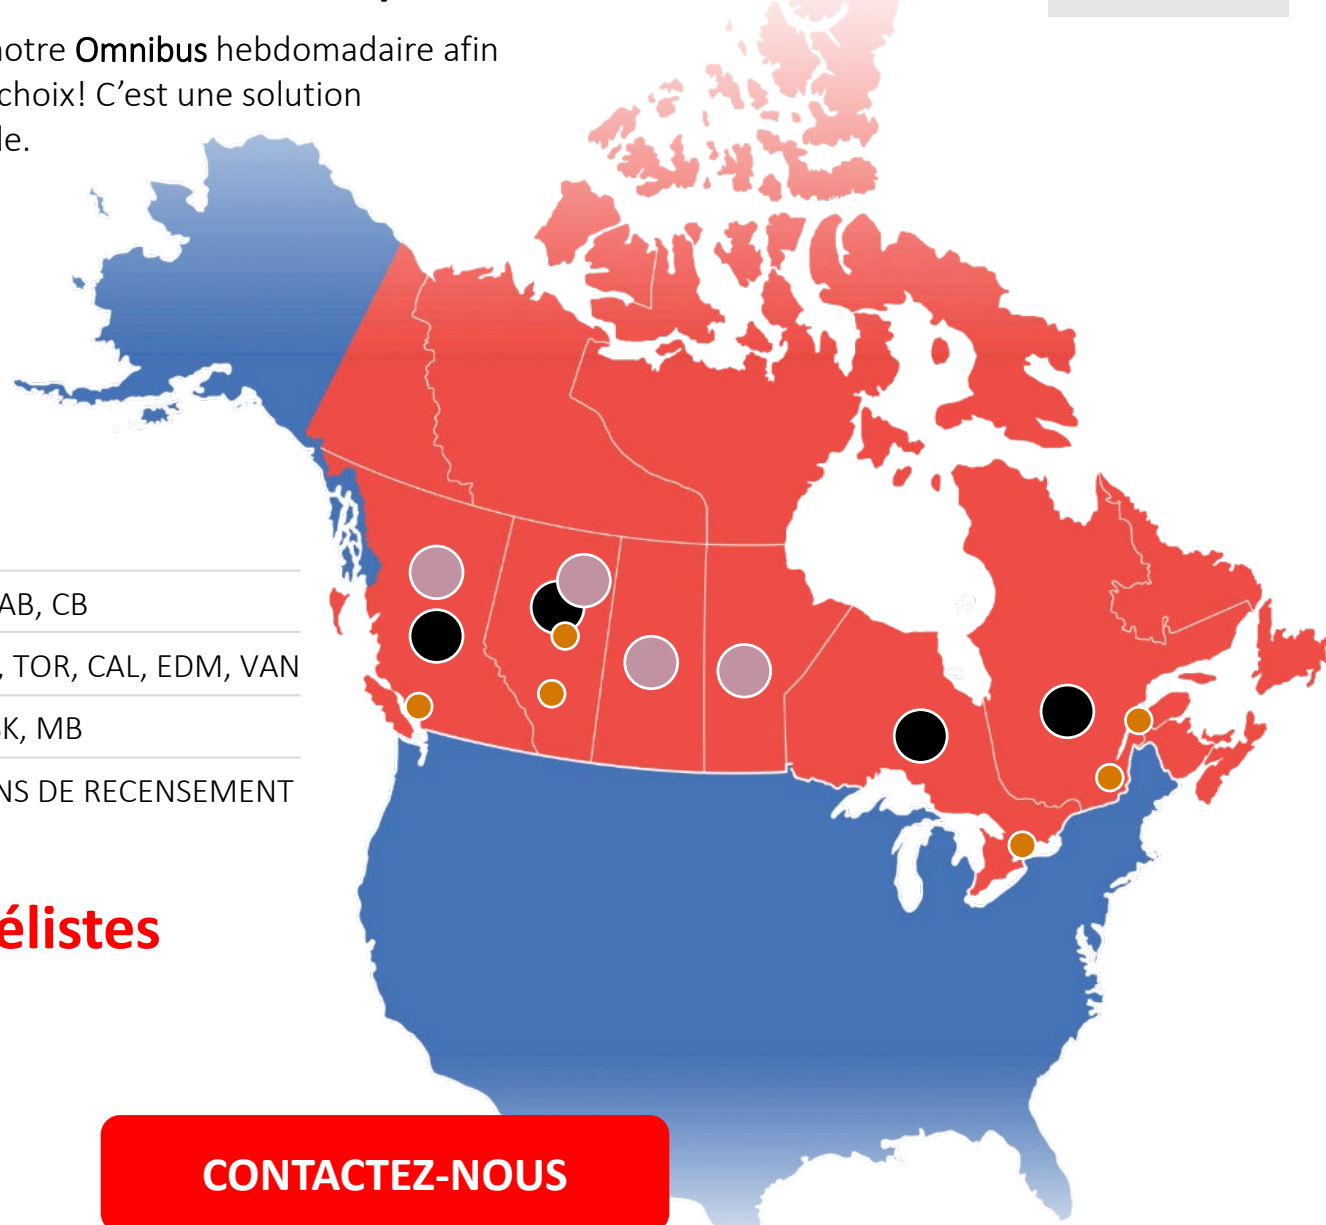 notre Omnibus hebdomadaire afin
choix! C'est une solution
le.
AB, CB
, TOR, CAL, EDM, VAN
SK, MB
NS DE RECENSEMENT
élistes
CONTACTEZ-NOUS